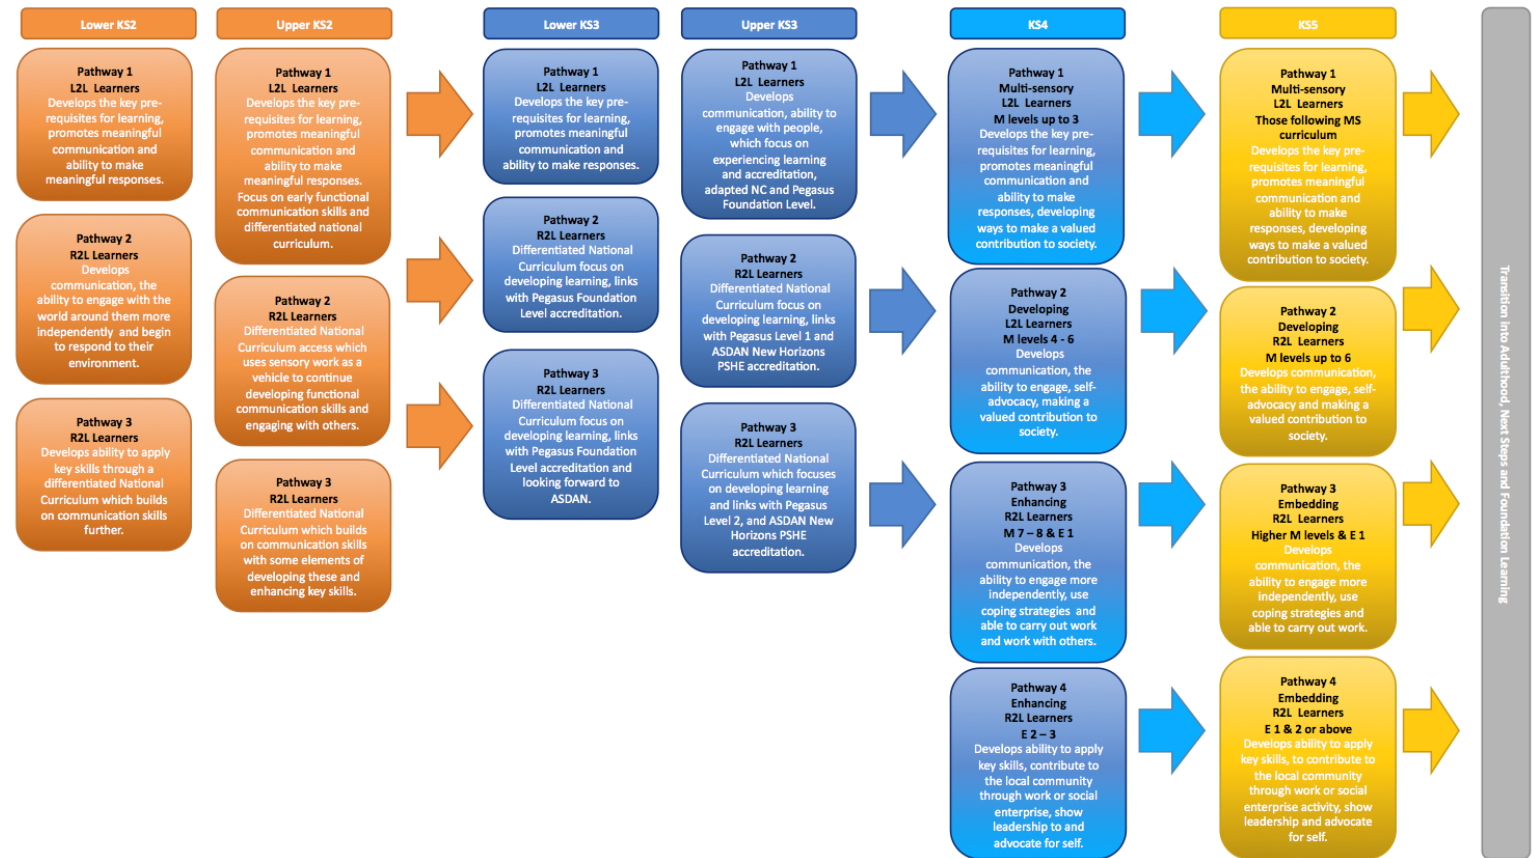 Lower KS2
Pathway 1
L2L  Learners
Develops the key pre-
requisites for learning,
promotes meaningful
communication and
ability to make
meaningful responses.
Pathway 2
R2L Learners
Develops
communication, the
ability to engage with the
world around them more
independently  and begin
to respond to their
environment.
Pathway 3
R2L Learners
Develops ability to apply
key skills through a
differentiated National
Curriculum which builds
on communication skills
further.
Upper KS2
Pathway 1
L2L  Learners
Develops the key pre-
requisites for learning,
promotes meaningful
communication and
ability to make
meaningful responses.
Focus on early functional
communication skills and
differentiated national
curriculum.
Pathway 2
R2L Learners
Differentiated National
Curriculum access which
uses sensory work as a
vehicle to continue
developing functional
communication skills and
engaging with others.
Pathway 3
R2L Learners
Differentiated National
Curriculum which builds
on communication skills
with some elements of
developing these and
enhancing key skills.
Lower KS3
Pathway 1
L2L  Learners
Develops the key pre-
requisites for learning,
promotes meaningful
communication and
ability to make responses.
Pathway 2
R2L Learners
Differentiated National
Curriculum focus on
developing learning, links
with Pegasus Foundation
Level accreditation.
Pathway 3
R2L Learners
Differentiated National
Curriculum focus on
developing learning, links
with Pegasus Foundation
Level accreditation and
looking forward to
ASDAN.
Upper KS3
Pathway 1
L2L  Learners
Develops
communication, ability to
engage with people,
which focus on
experiencing learning
and accreditation,
adapted NC and Pegasus
Foundation Level.
Pathway 2
R2L Learners
Differentiated National
Curriculum focus on
developing learning, links
with Pegasus Level 1 and
ASDAN New Horizons
PSHE accreditation.
Pathway 3
R2L Learners
Differentiated National
Curriculum which focuses
on developing learning
and links with Pegasus
Level 2, and ASDAN New
Horizons PSHE
accreditation.
KS4
Pathway 1
Multi-sensory
L2L  Learners
M levels up to 3
Develops the key pre-
requisites for learning,
promotes meaningful
communication and
ability to make
responses, developing
ways to make a valued
contribution to society.
Pathway 2
Developing
L2L Learners
M levels 4 - 6
Develops
communication, the
ability to engage, self-
advocacy, making a
valued contribution to
society.
Pathway 3
Enhancing
R2L Learners
M 7 – 8 & E 1
Develops
communication, the
ability to engage more
independently, use
coping strategies  and
able to carry out work
and work with others.
Pathway 4
Enhancing
R2L Learners
E 2 – 3
Develops ability to apply
key skills, contribute to
the local community
through work or social
enterprise, show
leadership to and
advocate for self.
KS5
Pathway 1
Multi-sensory
L2L  Learners
Those following MS
curriculum
Develops the key pre-
requisites for learning,
promotes meaningful
communication and
ability to make
responses, developing
ways to make a valued
contribution to society.
Pathway 2
Developing
R2L  Learners
M levels up to 6
Develops communication,
the ability to engage, self-
advocacy and making a
valued contribution to
society.
Pathway 3
Embedding
R2L  Learners
Higher M levels & E 1
Develops
communication, the
ability to engage more
independently, use
coping strategies and
able to carry out work.
Pathway 4
Embedding
R2L  Learners
E 1 & 2 or above
Develops ability to apply
key skills, to contribute to
the local community
through work or social
enterprise activity, show
leadership and advocate
for self.
Transition into Adulthood, Next Steps and Foundation Learning